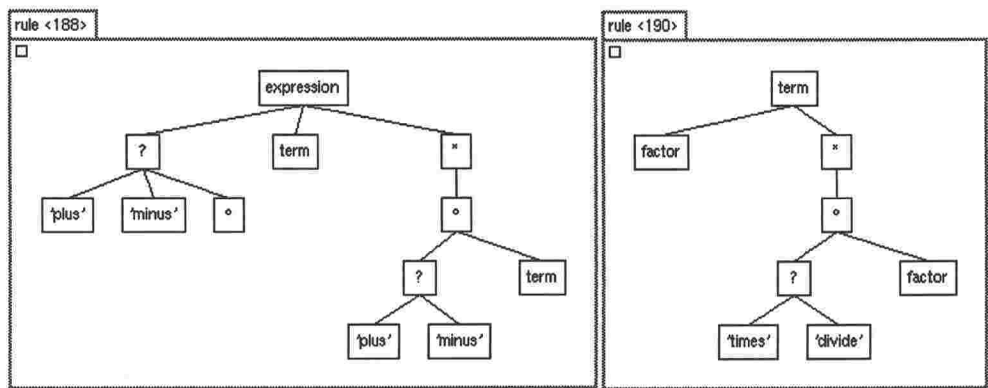 rule <188>
expression
? term *
'plus' 'minus' o
o
? term
'plus' 'minus'
rule <190>
term
factor *
o
? factor
'times' 'divide'